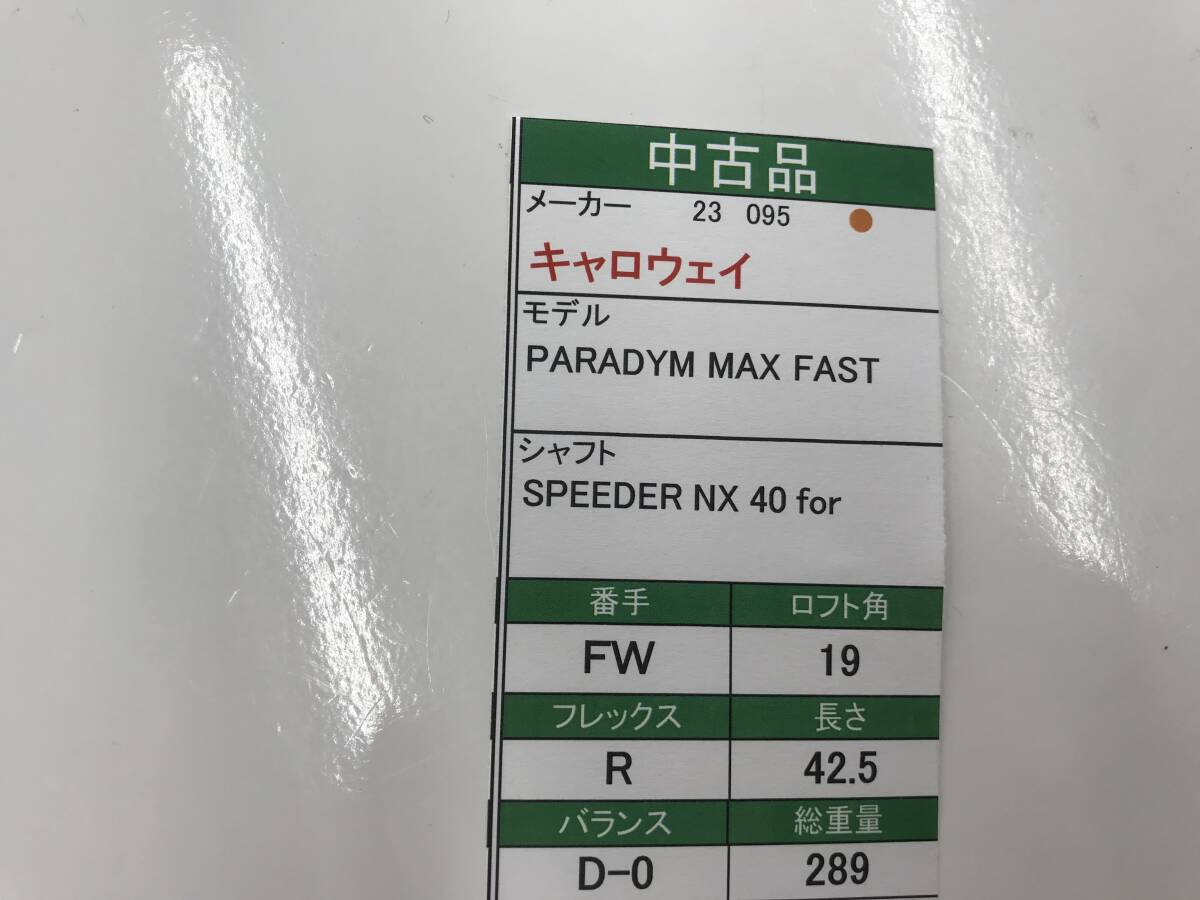 中古品
メーカー 23 095
キャロウェイ
モデル
PARADYM MAX FAST
シャフト
SPEEDER NX 40 for
番手 ロフト角
FW 19
フレックス 長さ
R 42.5
バランス 総重量
D-0 289